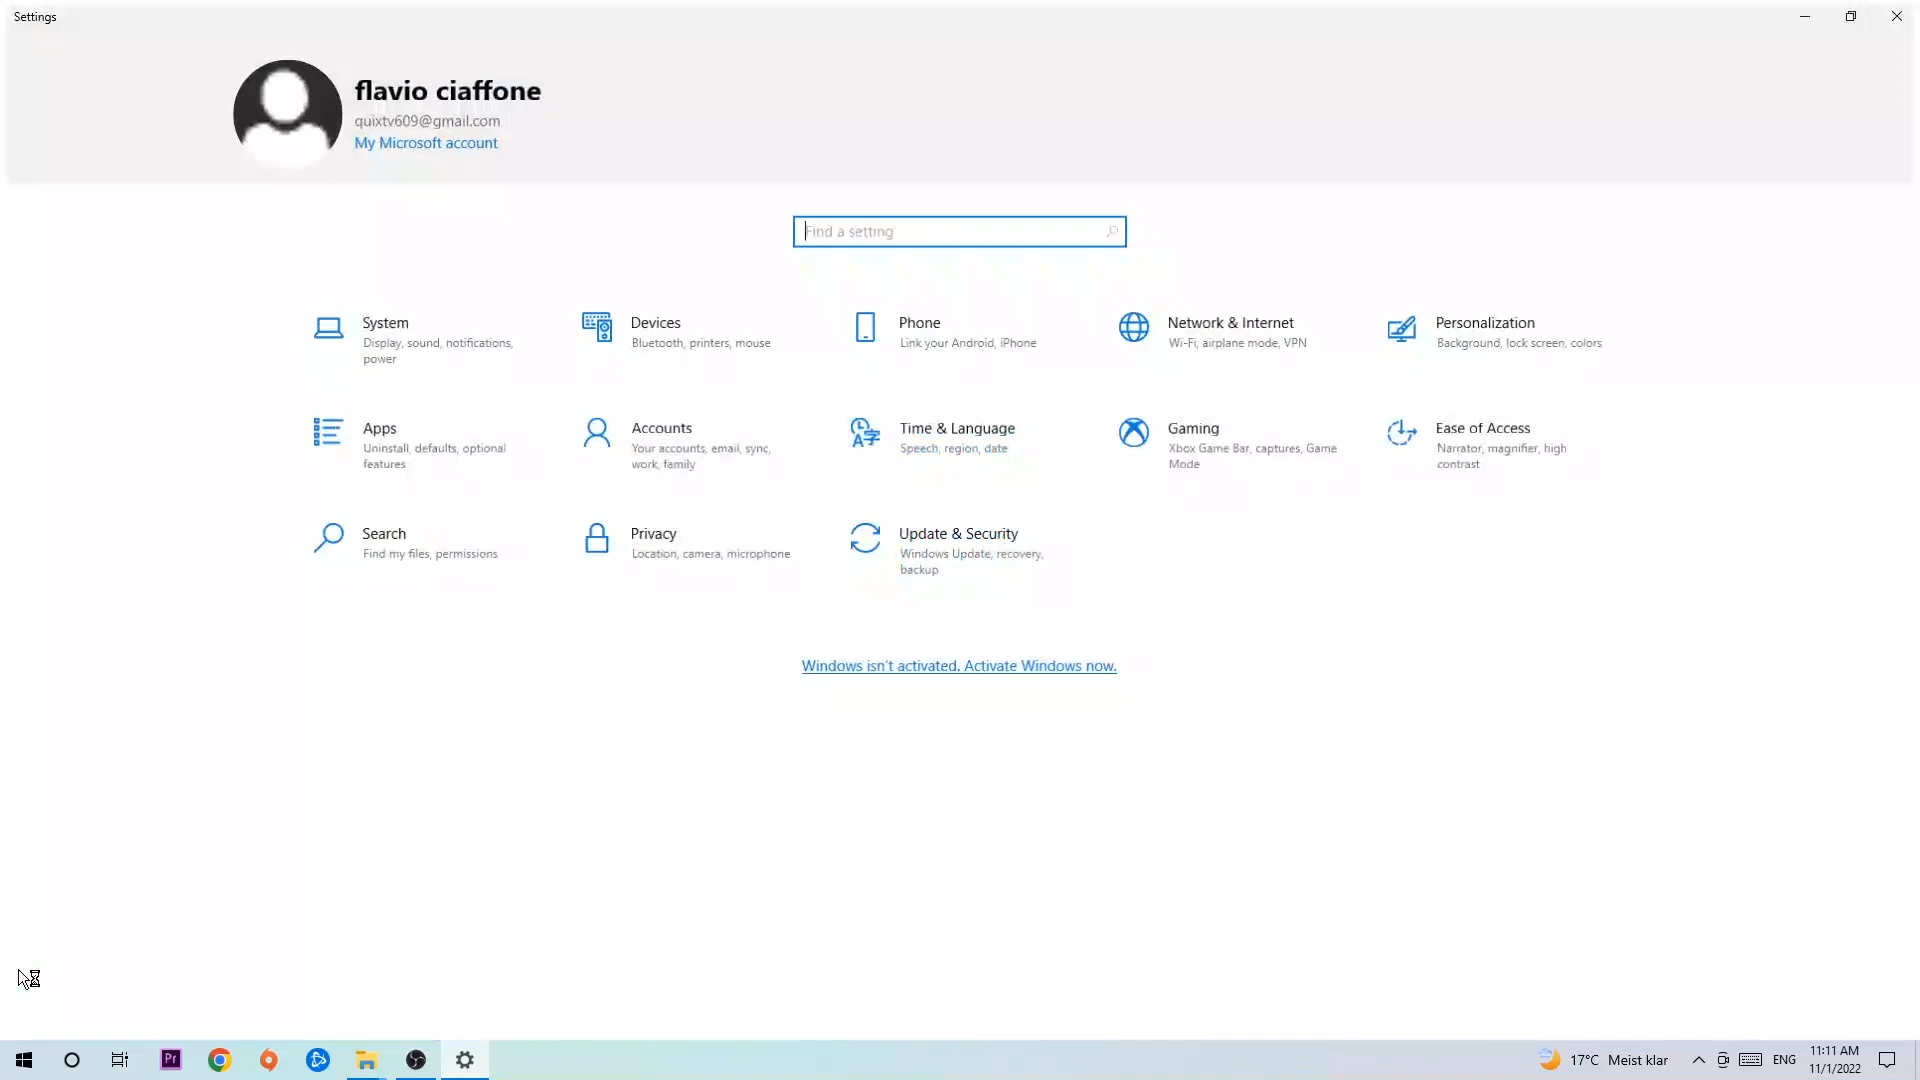 Settings
flavio ciaffone
quixtv609@gmail.com
My Microsoft account
Find a setting
System
Display, sound, notifications,
power
Devices
Bluetooth, printers, mouse
Phone
Link your Android, iPhone
Network & Internet
Wi-Fi, airplane mode, VPN
Personalization
Background, lock screen, colors
Apps
Uninstall, defaults, optional
features
Accounts
Your accounts, email, sync,
work, family
Time & Language
Speech, region, date
Gaming
Xbox Game Bar, captures, Game
Mode
Ease of Access
Narrator, magnifier, high
contrast
Search
Find my files, permissions
Privacy
Location, camera, microphone
Update & Security
Windows Update, recovery,
backup
Windows isn't activated. Activate Windows now.
Pr
17°C Meist klar
ENG
11:11 AM
11/1/2022